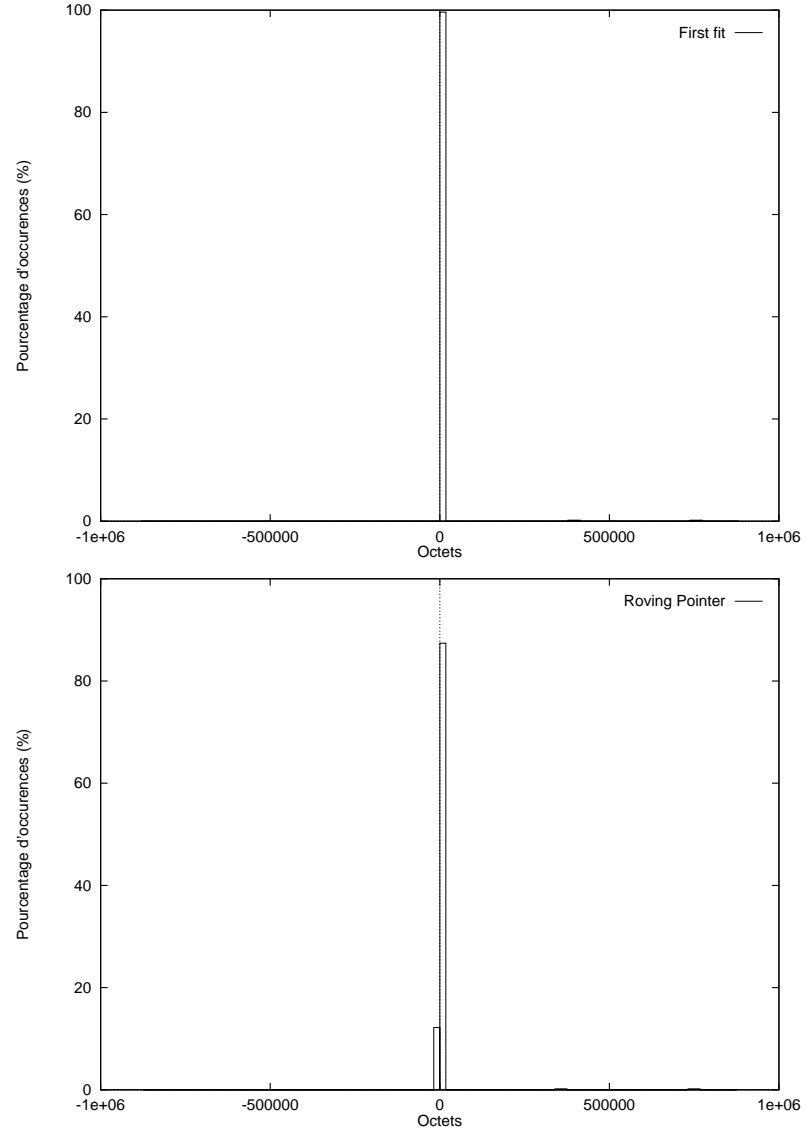 100
First fit
80
60
Pourcentage d'occurences (%)
40
20
0
-1e+06 -500000 0 500000 1e+06
Octets
100
Roving Pointer
80
60
Pourcentage d'occurences (%)
40
20
0
-1e+06 -500000 0 500000 1e+06
Octets